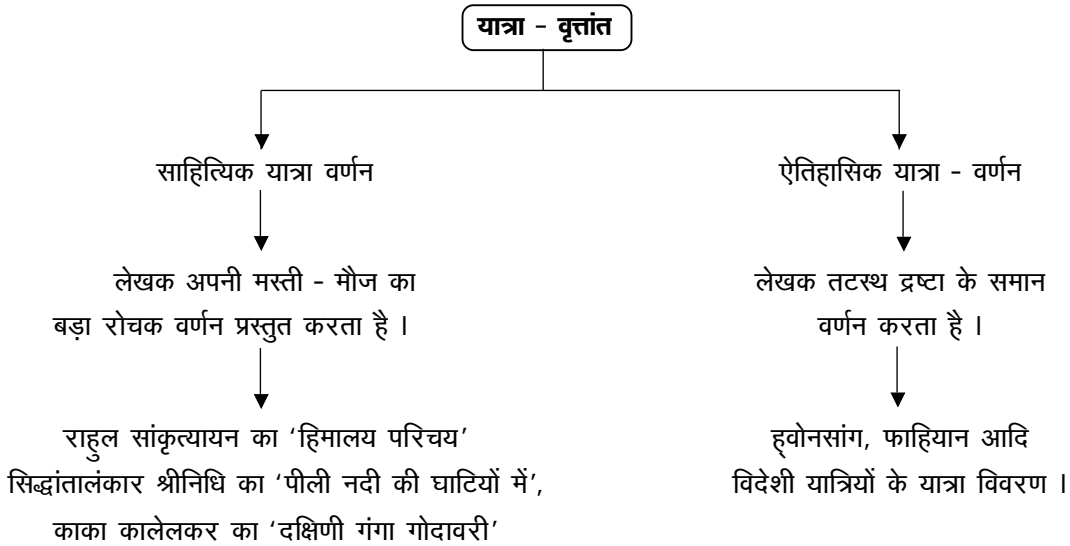 यात्रा - वृत्तांत
साहित्यिक यात्रा वर्णन
लेखक अपनी मस्ती - मौज का
बड़ा रोचक वर्णन प्रस्तुत करता है ।
राहुल सांकृत्यायन का ‘हिमालय परिचय’
सिद्धांतालंकार श्रीनिधि का ‘पीली नदी की घाटियों में’,
काका कालेलकर का ‘दक्षिणी गंगा गोदावरी’
ऐतिहासिक यात्रा - वर्णन
लेखक तटस्थ द्रष्टा के समान
वर्णन करता है ।
ह्वोनसांग, फाहियान आदि
विदेशी यात्रियों के यात्रा विवरण ।